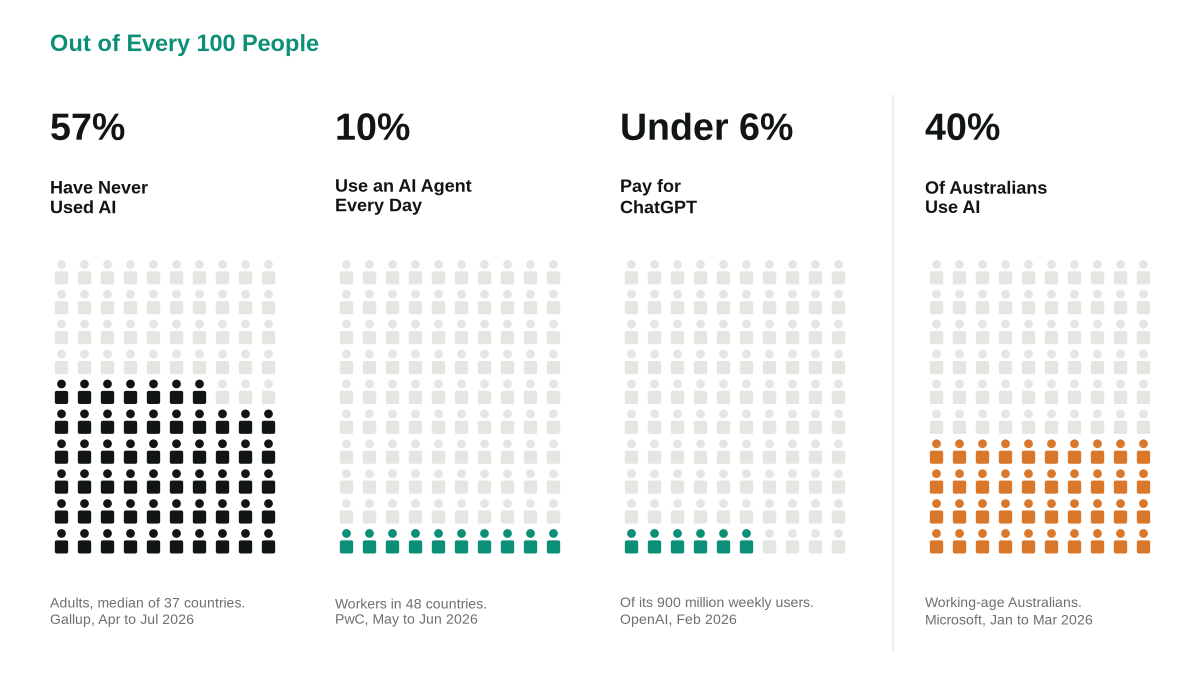 Out of Every 100 People
57%
Have Never
Used AI
Adults, median of 37 countries.
Gallup, Apr to Jul 2026
10%
Use an AI Agent
Every Day
Workers in 48 countries.
PwC, May to Jun 2026
Under 6%
Pay for
ChatGPT
Of its 900 million weekly users.
OpenAI, Feb 2026
40%
Of Australians
Use AI
Working-age Australians.
Microsoft, Jan to Mar 2026